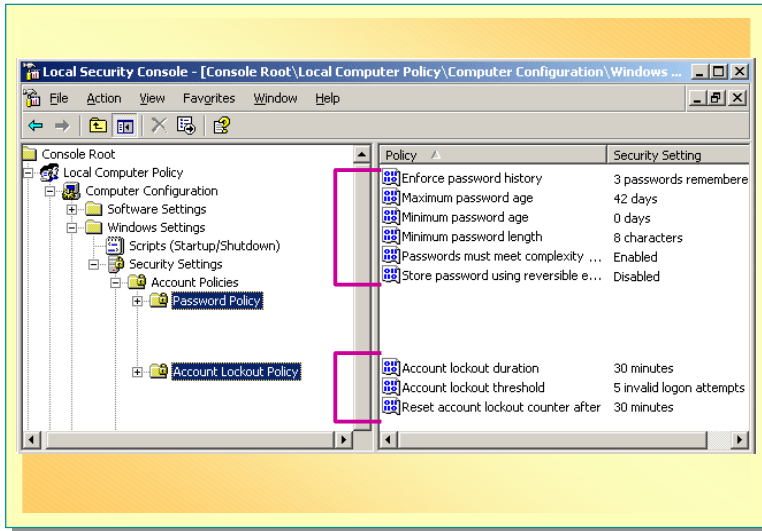 Local Security Console - [Console Root\Local Computer Policy\Computer Configuration\Windows ...
File Action View Favorites Window Help
Console Root
Local Computer Policy
Computer Configuration
Software Settings
Windows Settings
Scripts (Startup/Shutdown)
Security Settings
Account Policies
Password Policy
Account Lockout Policy
Policy Security Setting
Enforce password history 3 passwords remembere
Maximum password age 42 days
Minimum password age 0 days
Minimum password length 8 characters
Passwords must meet complexity ... Enabled
Store password using reversible e... Disabled
Account lockout duration 30 minutes
Account lockout threshold 5 invalid logon attempts
Reset account lockout counter after 30 minutes